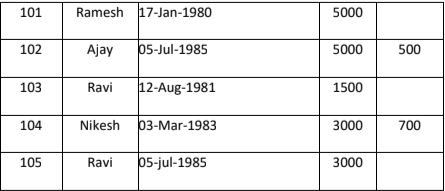 101 Ramesh 17-Jan-1980 5000
102 Ajay 05-Jul-1985 5000 500
103 Ravi 12-Aug-1981 1500
104 Nikesh 03-Mar-1983 3000 700
105 Ravi 05-jul-1985 3000